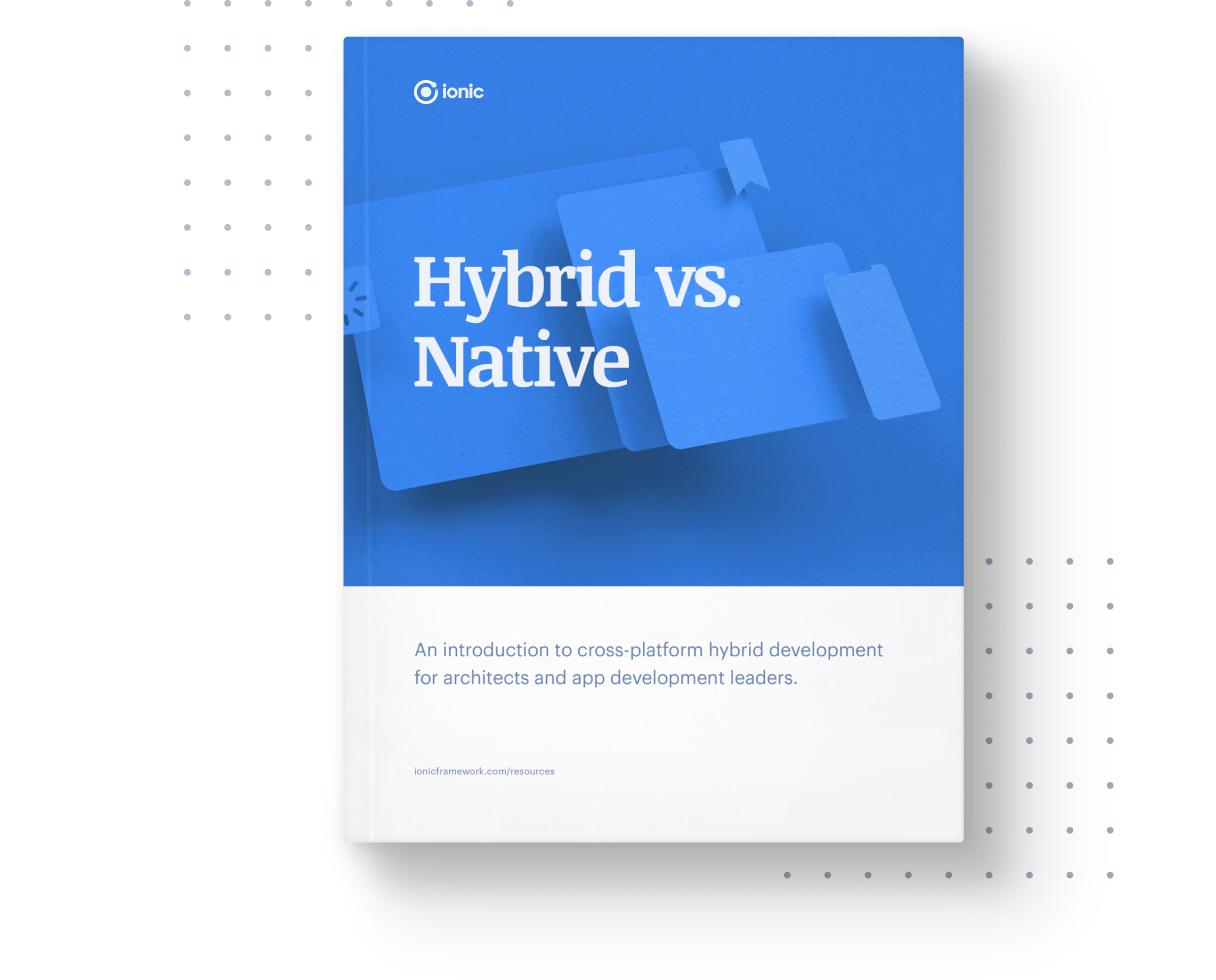 ionic
Hybrid vs.
Native
An introduction to cross-platform hybrid development
for architects and app development leaders.
ionicframework.com/resources